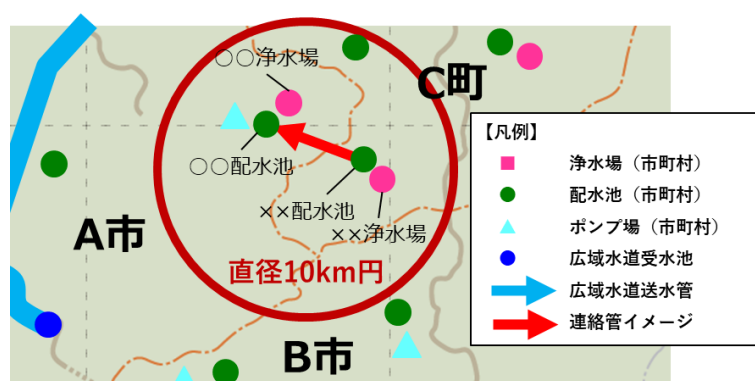 ○○浄水場
C町
○○配水池
××配水池
××浄水場
A市
直径10km円
B市
【凡例】
浄水場（市町村）
配水池（市町村）
ポンプ場（市町村）
広域水道受水池
広域水道送水管
連絡管イメージ